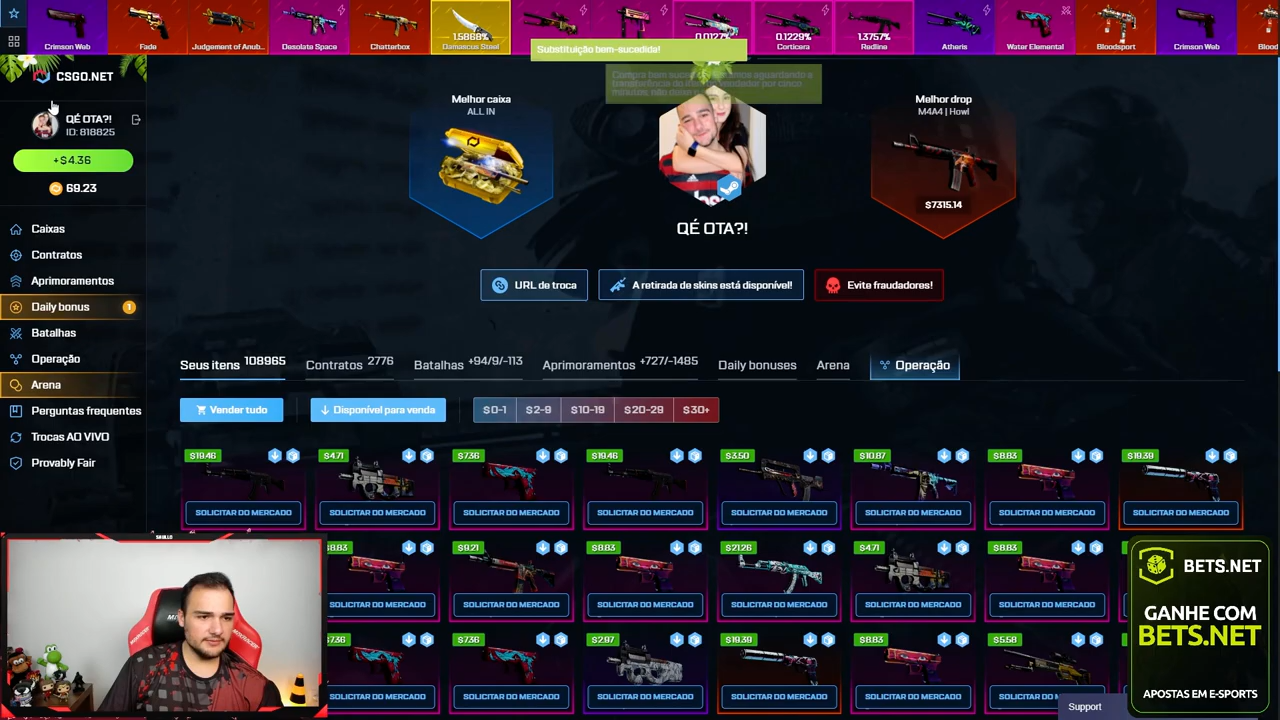 Crimson Web
Fade
Judgement of Anub...
Desolate Space
Chatterbox
1.5868%
Damascus Steel
0.0127%
0.1229%
Corticera
1.3757%
Redline
Atheris
Water Elemental
Bloodsport
Crimson Web
Substituição bem-sucedida!
CSGO.NET
QÉ OTA?!
ID: 818825
+$4.36
69.23
Caixas
Contratos
Aprimoramentos
Daily bonus 1
Batalhas
Operação
Arena
Perguntas frequentes
Trocas AO VIVO
Provably Fair
Melhor caixa
ALL IN
Melhor drop
M4A4 | Howl
$7315.14
QÉ OTA?!
URL de troca
A retirada de skins está disponível!
Evite fraudadores!
Seus itens 108965
Contratos 2776
Batalhas +94/9/-113
Aprimoramentos +727/-1485
Daily bonuses
Arena
Operação
Vender tudo
Disponível para venda
$0-1 $2-9 $10-19 $20-29 $30+
$19.46 $4.71 $7.36 $19.46 $3.50 $10.87 $8.83 $19.39
SOLICITAR DO MERCADO SOLICITAR DO MERCADO SOLICITAR DO MERCADO SOLICITAR DO MERCADO SOLICITAR DO MERCADO SOLICITAR DO MERCADO SOLICITAR DO MERCADO SOLICITAR DO MERCADO
$8.83 $9.21 $8.83 $21.26 $4.71 $8.83
SOLICITAR DO MERCADO SOLICITAR DO MERCADO SOLICITAR DO MERCADO SOLICITAR DO MERCADO SOLICITAR DO MERCADO SOLICITAR DO MERCADO
$7.36 $7.36 $2.87 $19.39 $8.83 $5.58
SOLICITAR DO MERCADO SOLICITAR DO MERCADO SOLICITAR DO MERCADO SOLICITAR DO MERCADO SOLICITAR DO MERCADO SOLICITAR DO MERCADO
BETS.NET
GANHE COM
BETS.NET
APOSTAS EM E-SPORTS
Support